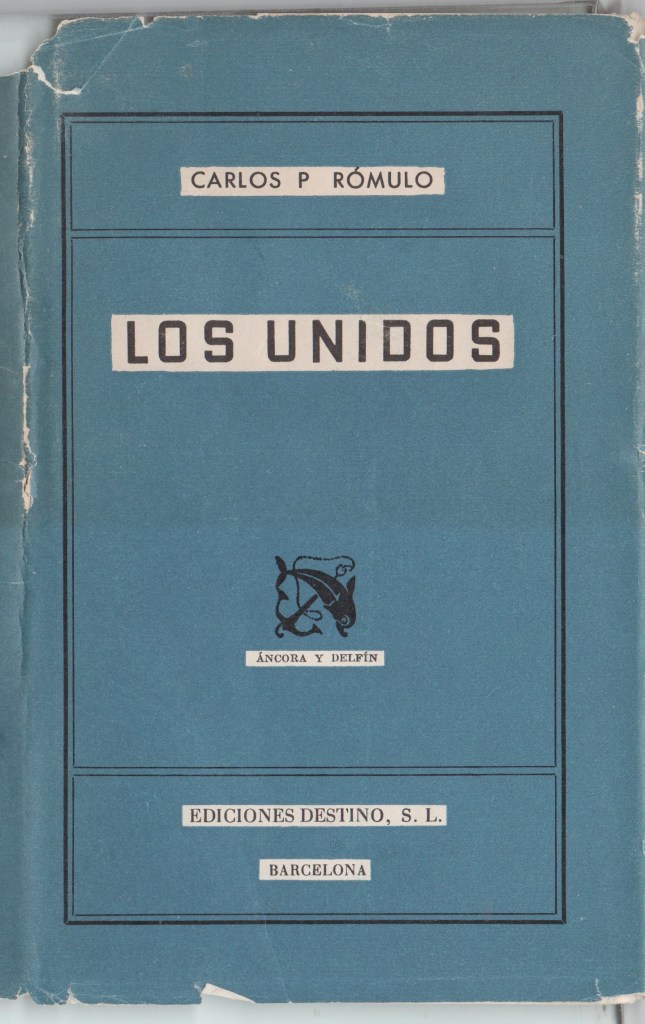 CARLOS P RÓMULO
LOS UNIDOS
ÁNCORA Y DELFÍN
EDICIONES DESTINO, S. L.
BARCELONA